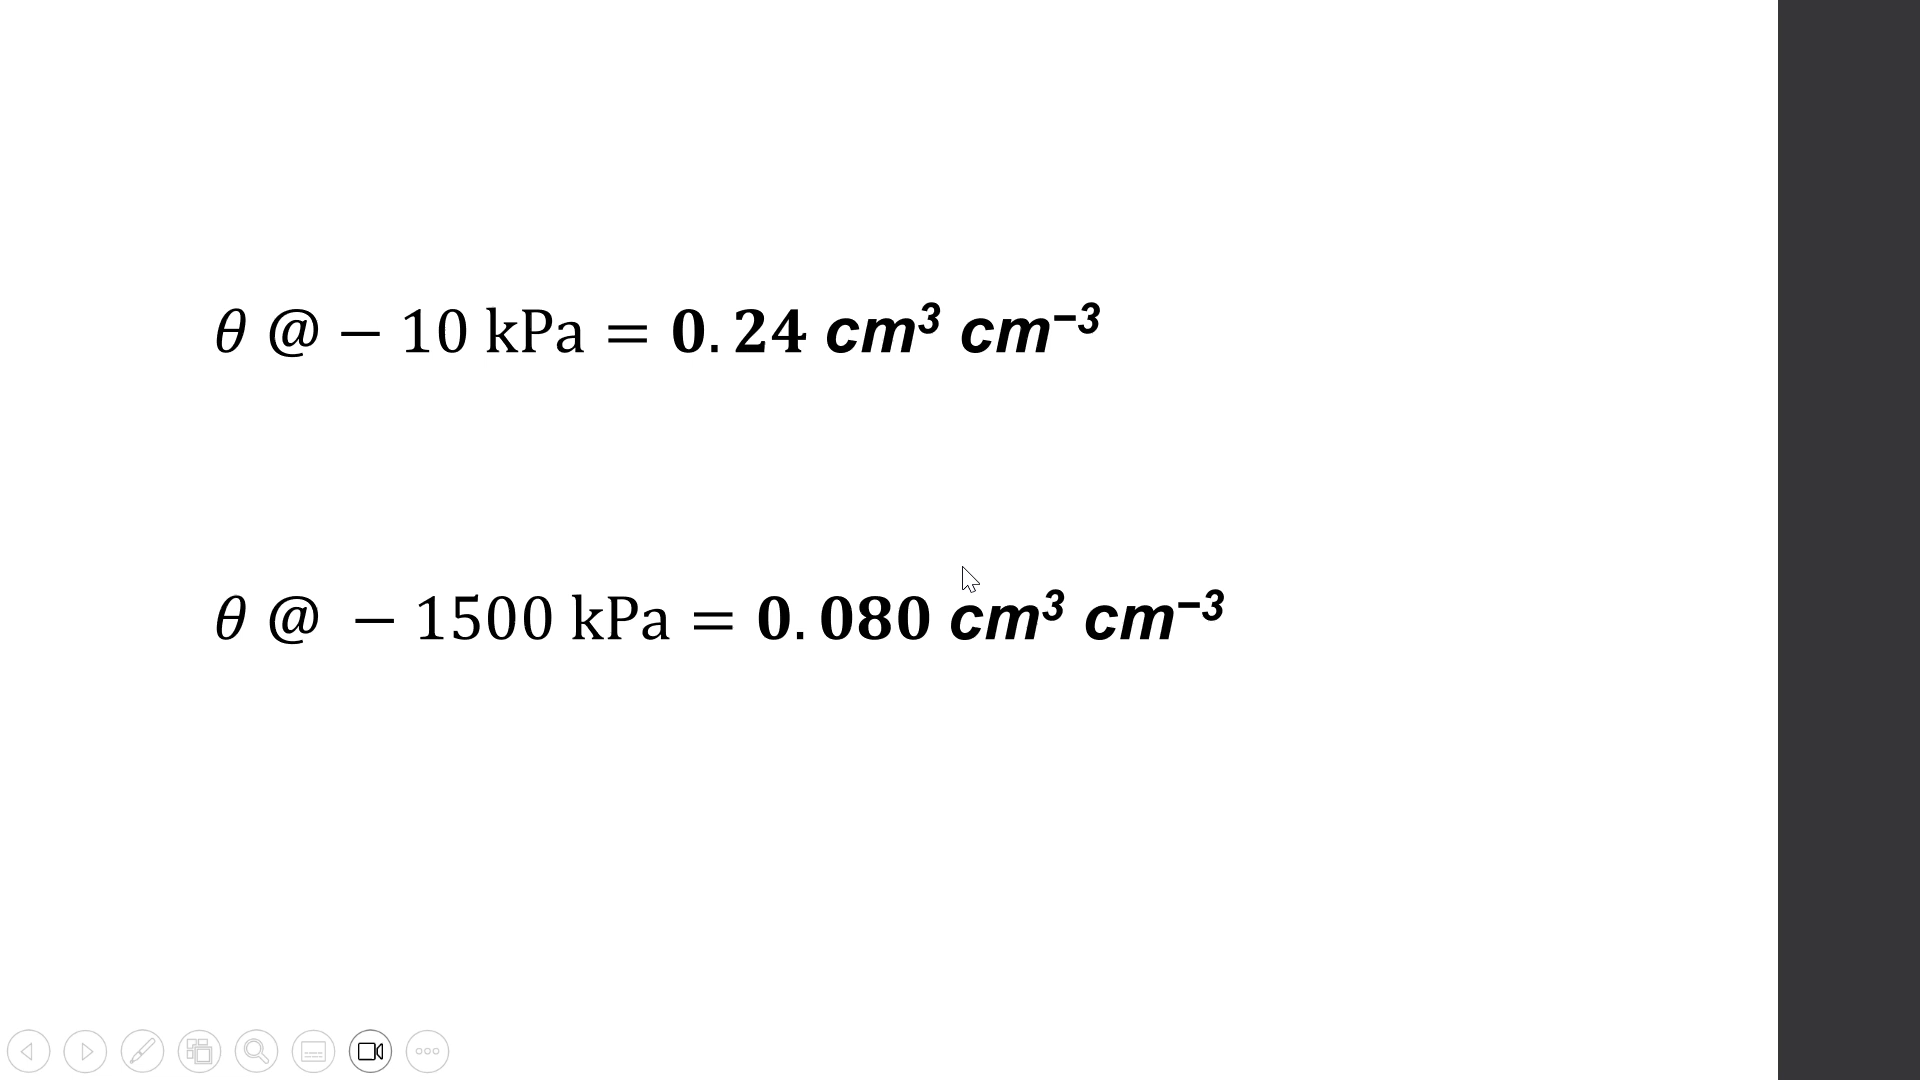 θ @ − 10 kPa = 0.24 cm³ cm⁻³
θ @ − 1500 kPa = 0.080 cm³ cm⁻³